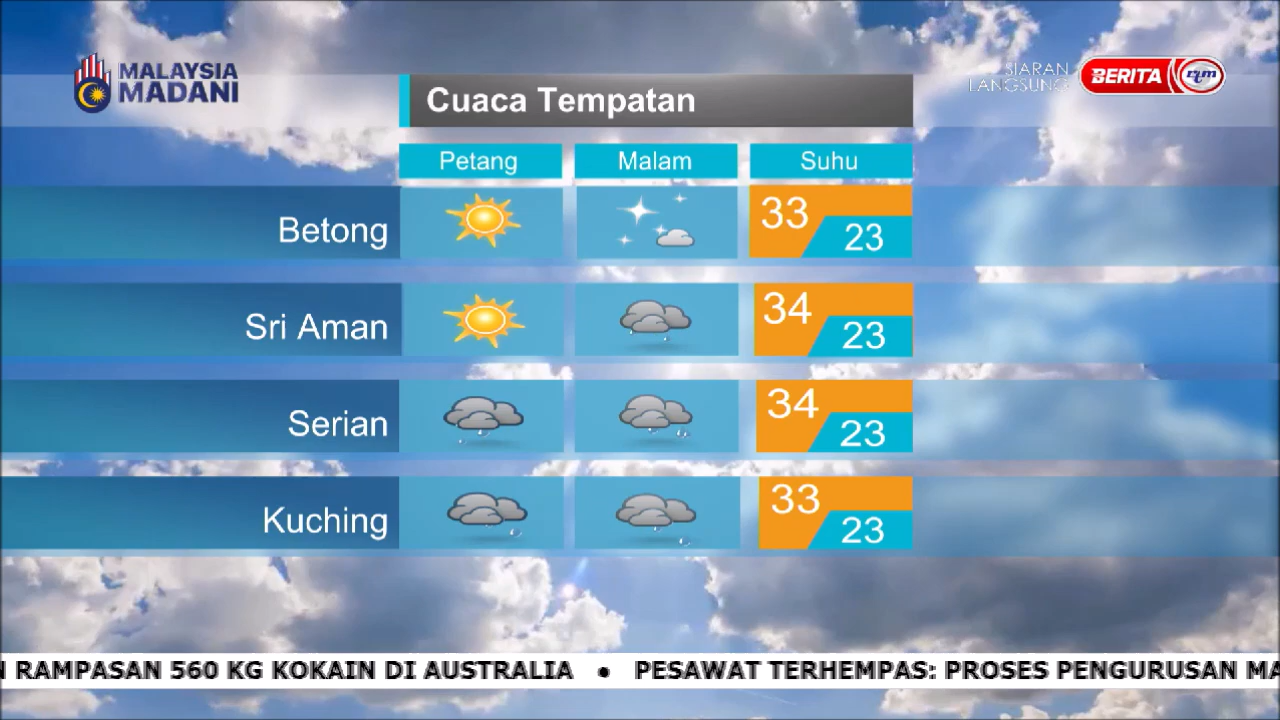 MALAYSIA
MADANI
SIARAN
LANGSUNG
BERITA rtm
Cuaca Tempatan
Petang Malam Suhu
Betong 33 23
Sri Aman 34 23
Serian 34 23
Kuching 33 23
RAMPASAN 560 KG KOKAIN DI AUSTRALIA • PESAWAT TERHEMPAS: PROSES PENGURUSAN